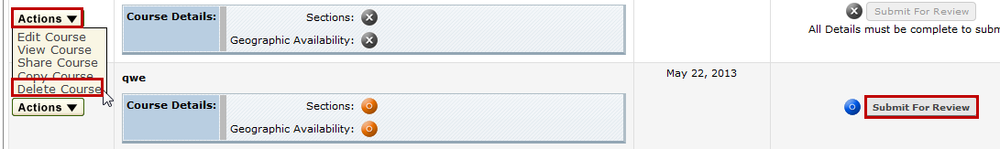 Actions ▼
Edit Course
View Course
Share Course
Copy Course
Delete Course
Course Details:
Sections:
Geographic Availability:
Submit For Review
All Details must be complete to subm
Actions ▼
qwe
Course Details:
Sections:
Geographic Availability:
May 22, 2013
Submit For Review